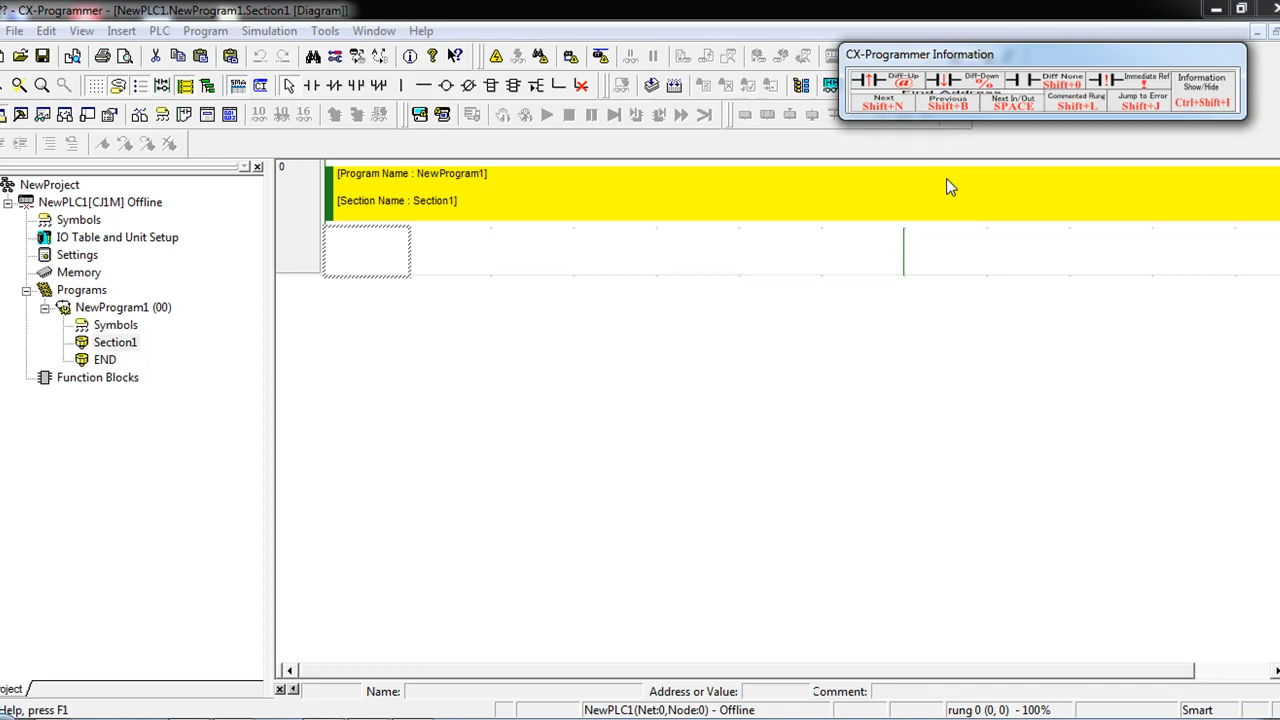 ?? - CX-Programmer - [NewPLC1.NewProgram1.Section1 [Diagram]]
File Edit View Insert PLC Program Simulation Tools Window Help
CX-Programmer Information
Diff-Up @ Diff-Down % Diff None Shift+0 Immediate Ref ! Information Show/Hide Ctrl+Shift+I
Next Shift+N Previous Shift+B Next In/Out SPACE Commented Rung Shift+L Jump to Error Shift+J
NewProject
NewPLC1[CJ1M] Offline
Symbols
IO Table and Unit Setup
Settings
Memory
Programs
NewProgram1 (00)
Symbols
Section1
END
Function Blocks
0
[Program Name : NewProgram1]
[Section Name : Section1]
roject
Name: Address or Value: Comment:
Help, press F1
NewPLC1(Net:0,Node:0) - Offline
rung 0 (0, 0) - 100%
Smart